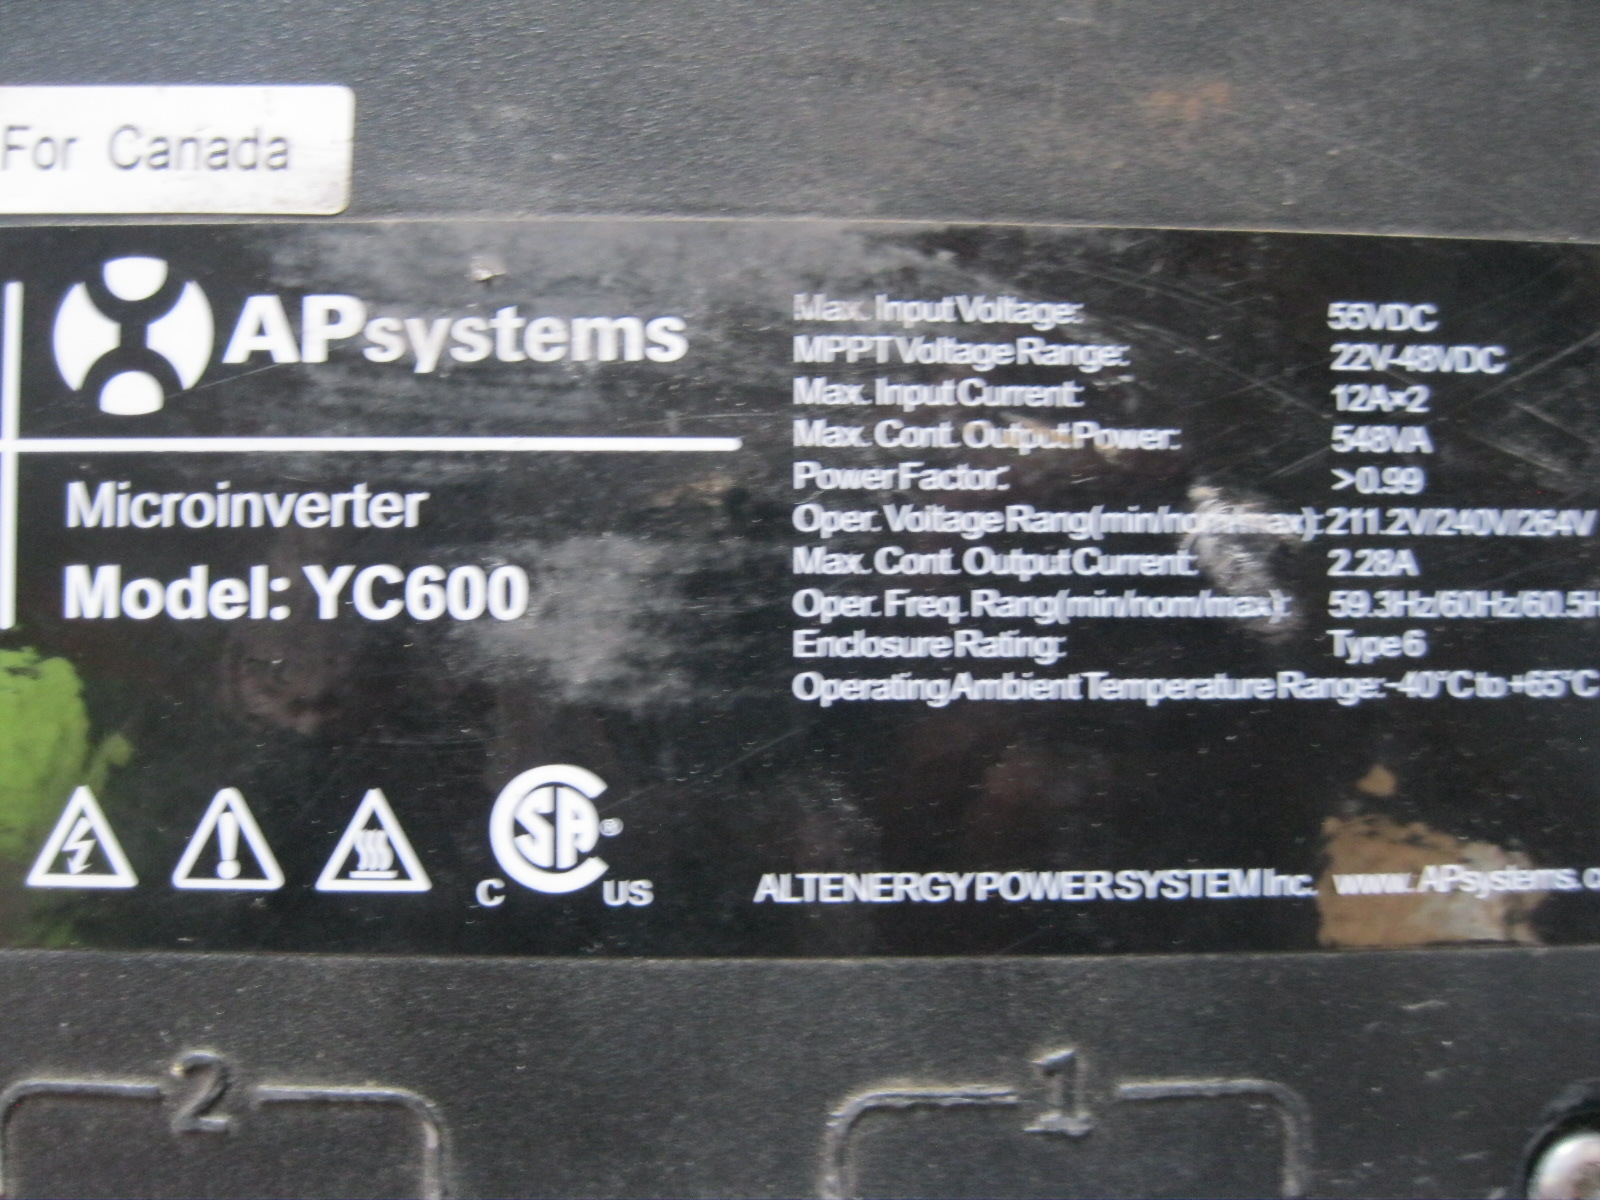 For Canada
APsystems
Microinverter
Model: YC600
Max. Input Voltage: 55VDC
MPPT Voltage Range: 22V-48VDC
Max. Input Current: 12A×2
Max. Cont. Output Power: 548VA
Power Factor: >0.99
Oper. Voltage Rang(min/nom/max): 211.2V/240V/264V
Max. Cont. Output Current: 2.28A
Oper. Freq. Rang(min/nom/max): 59.3Hz/60Hz/60.5H
Enclosure Rating: Type 6
Operating Ambient Temperature Range: -40°C to +65°C
C SA® US
ALTENERGY POWER SYSTEM Inc. www.APsystems.c
2 1